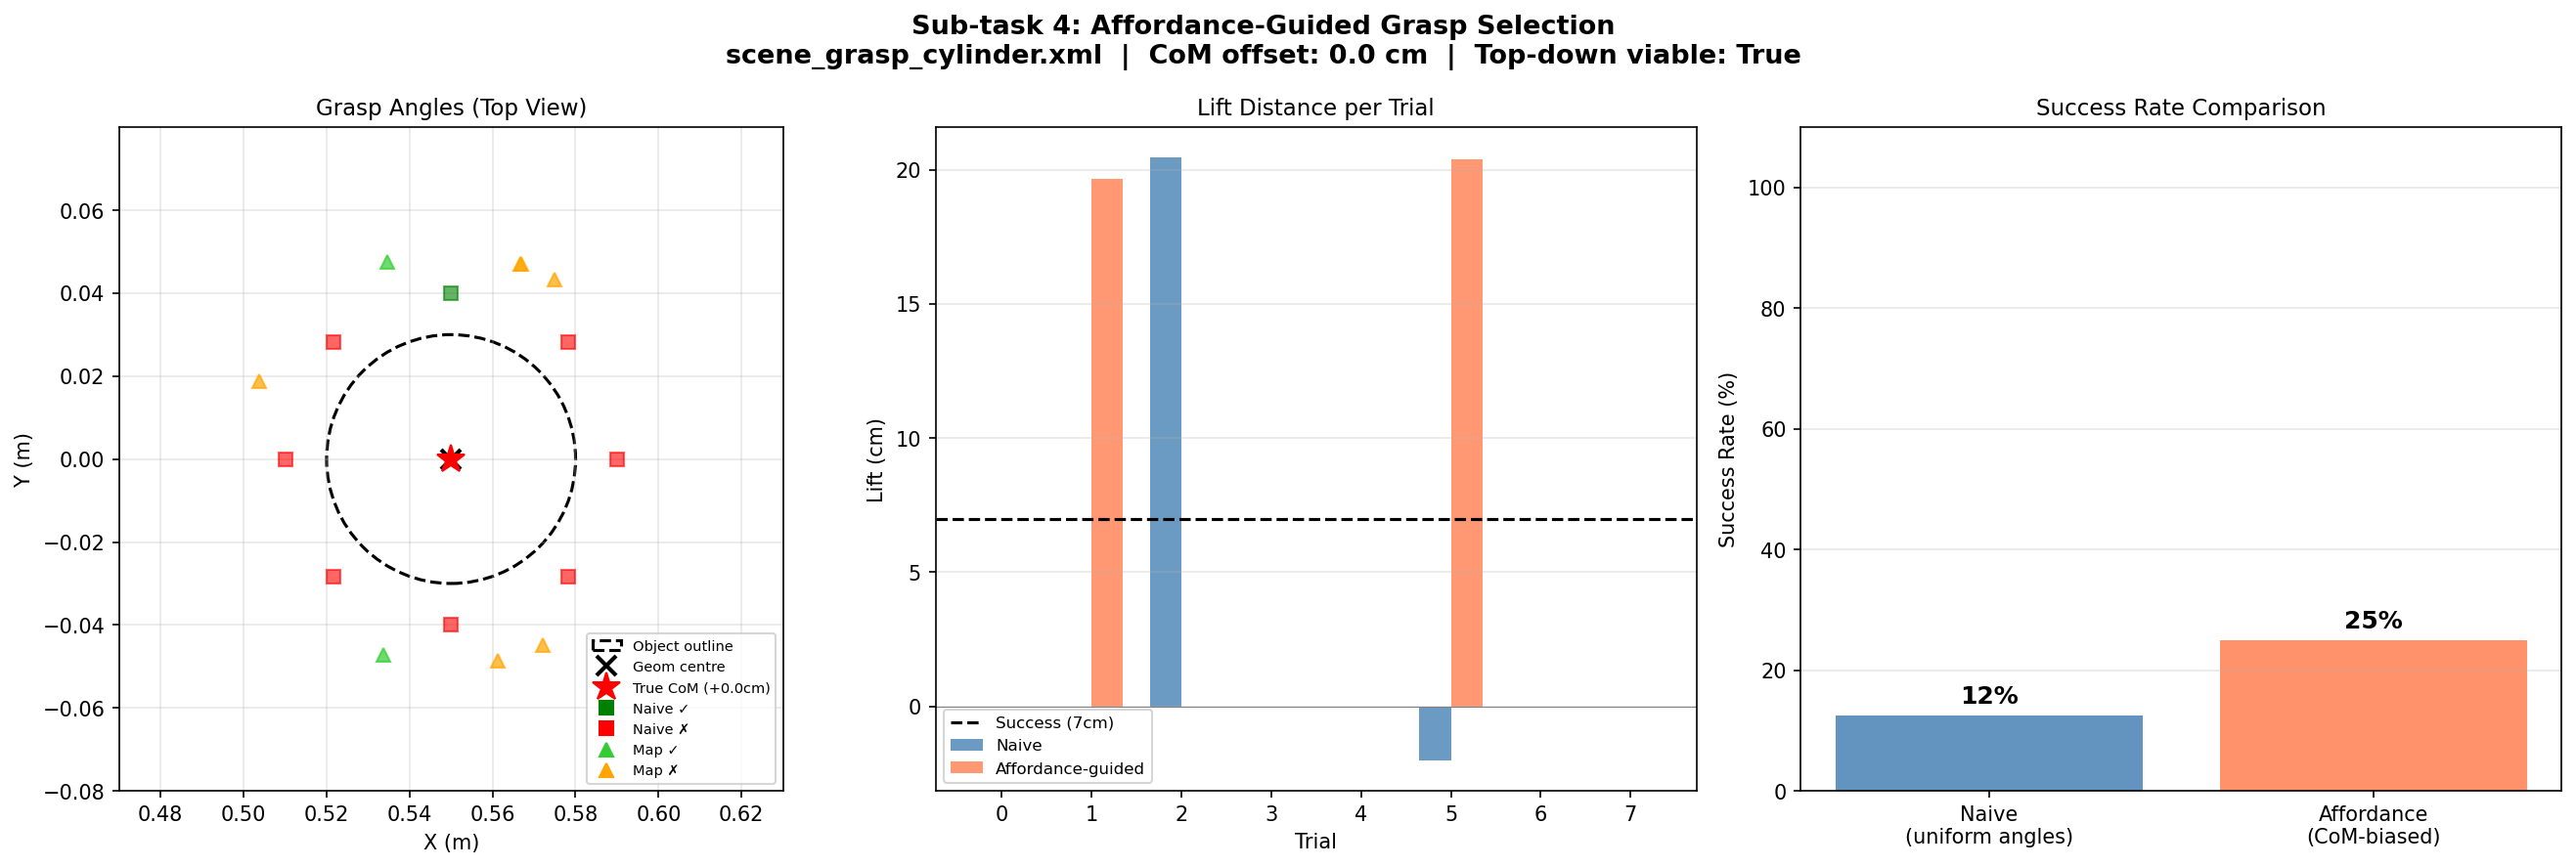 Sub-task 4: Affordance-Guided Grasp Selection
scene_grasp_cylinder.xml | CoM offset: 0.0 cm | Top-down viable: True
Grasp Angles (Top View)
Y (m)
0.06
0.04
0.02
0.00
−0.02
−0.04
−0.06
−0.08
0.48 0.50 0.52 0.54 0.56 0.58 0.60 0.62
X (m)
Object outline
Geom centre
True CoM (+0.0cm)
Naive ✓
Naive ✗
Map ✓
Map ✗
Lift Distance per Trial
Lift (cm)
20
15
10
5
0
0 1 2 3 4 5 6 7
Trial
Success (7cm)
Naive
Affordance-guided
Success Rate Comparison
Success Rate (%)
100
80
60
40
20
0
12%
25%
Naive
(uniform angles)
Affordance
(CoM-biased)